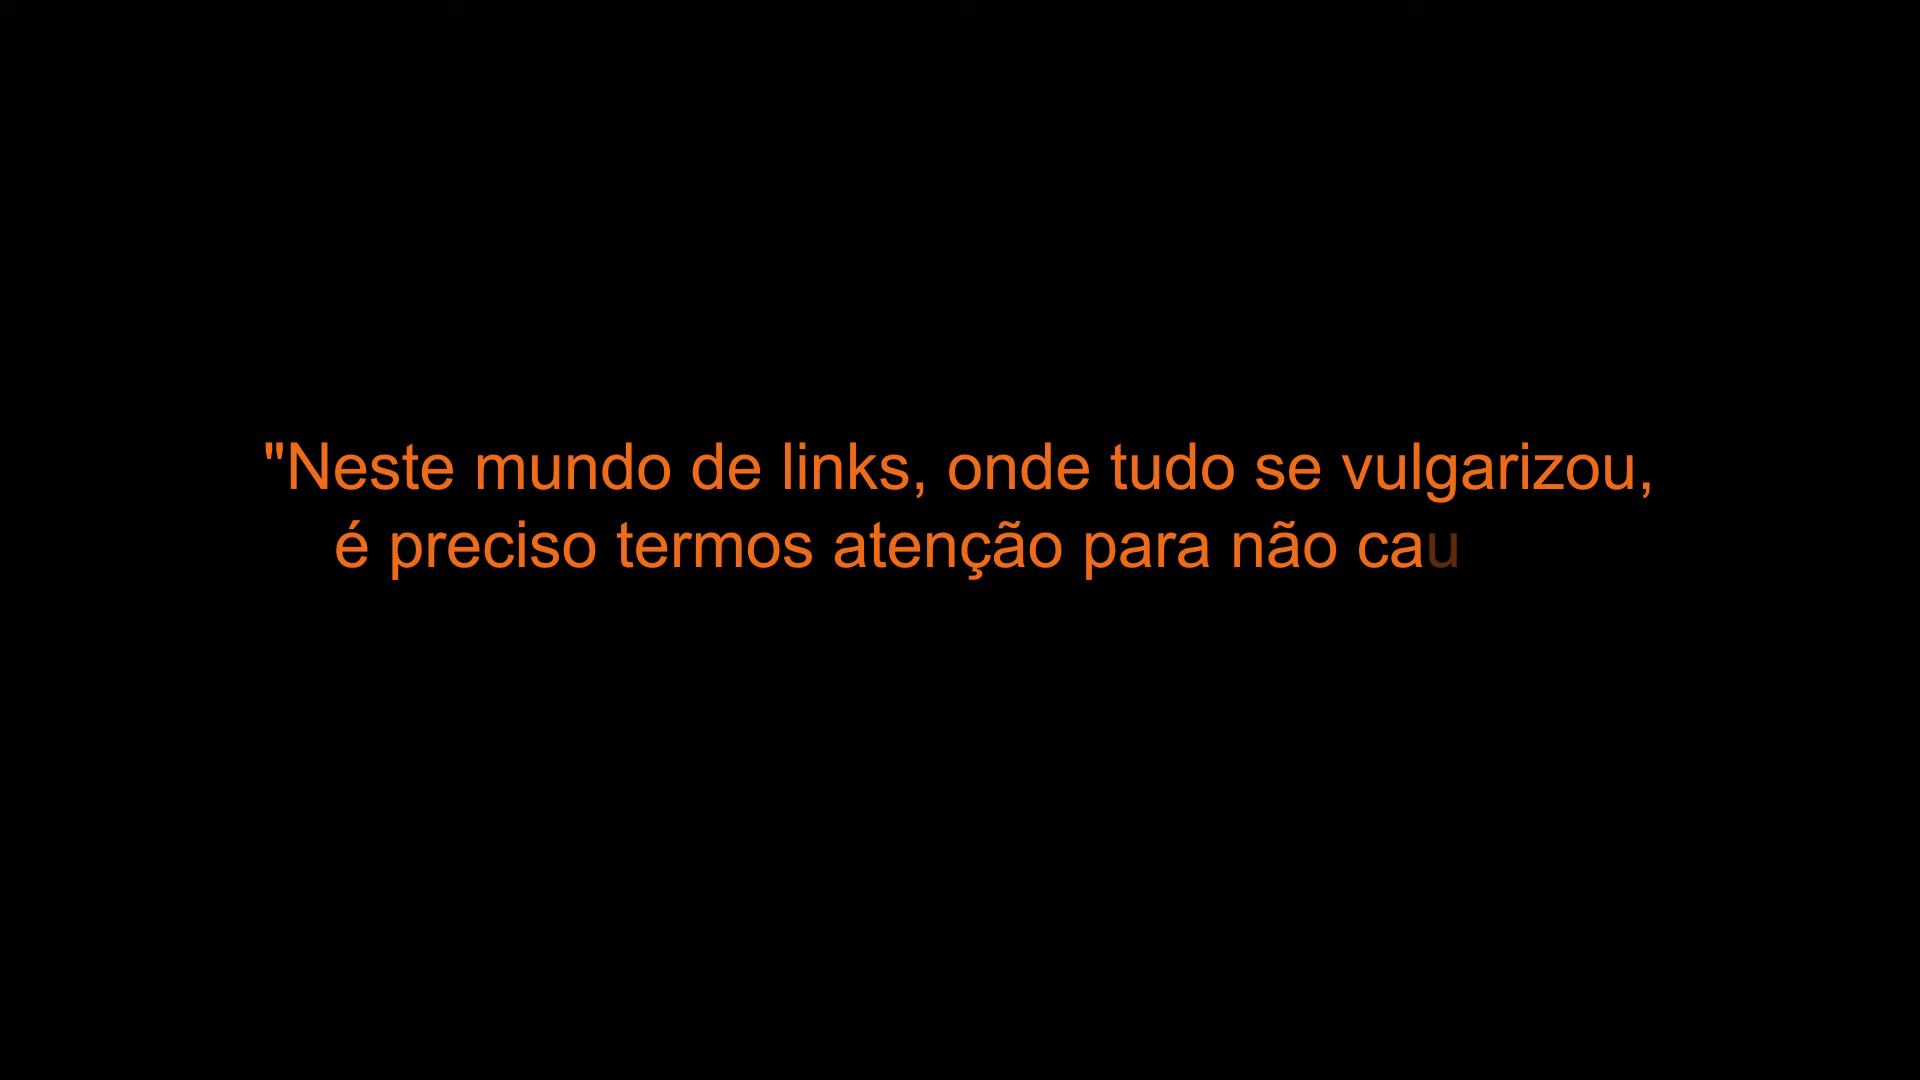 "Neste mundo de links, onde tudo se vulgarizou,
é preciso termos atenção para não cau